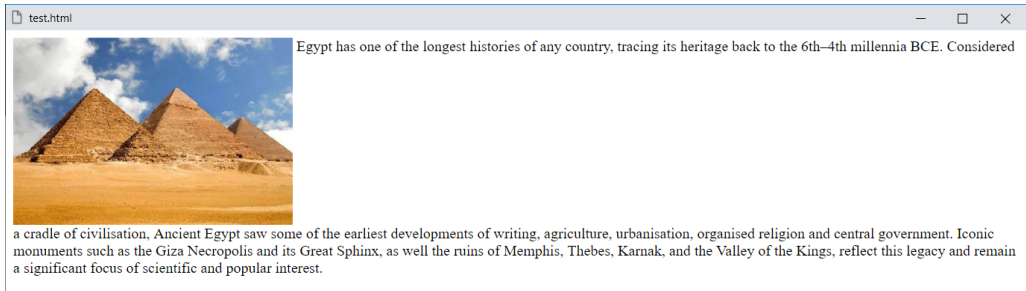 test.html
Egypt has one of the longest histories of any country, tracing its heritage back to the 6th–4th millennia BCE. Considered
a cradle of civilisation, Ancient Egypt saw some of the earliest developments of writing, agriculture, urbanisation, organised religion and central government. Iconic
monuments such as the Giza Necropolis and its Great Sphinx, as well the ruins of Memphis, Thebes, Karnak, and the Valley of the Kings, reflect this legacy and remain
a significant focus of scientific and popular interest.